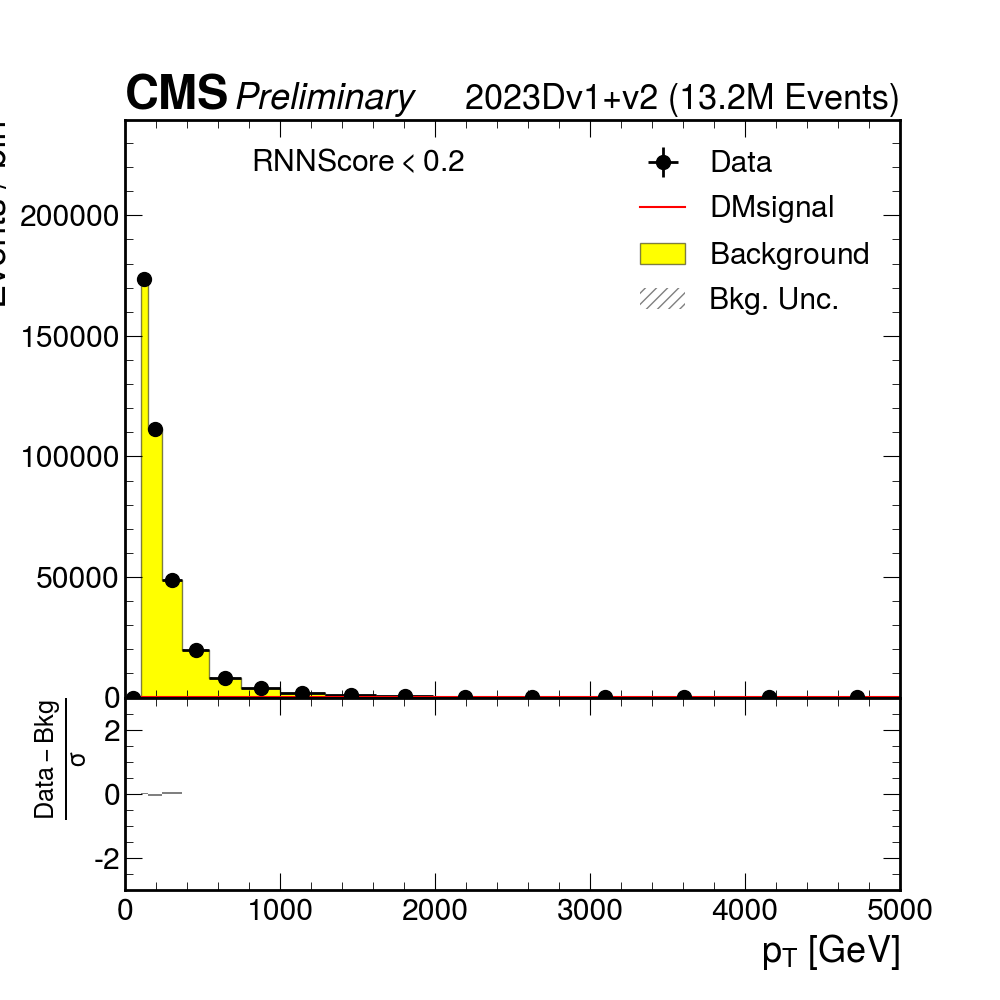 CMS Preliminary 2023Dv1+v2 (13.2M Events)
RNNScore < 0.2
Data
DMsignal
Background
Bkg. Unc.
200000
150000
100000
50000
0
Data − Bkg
σ
2
0
-2
0 1000 2000 3000 4000 5000
pT [GeV]